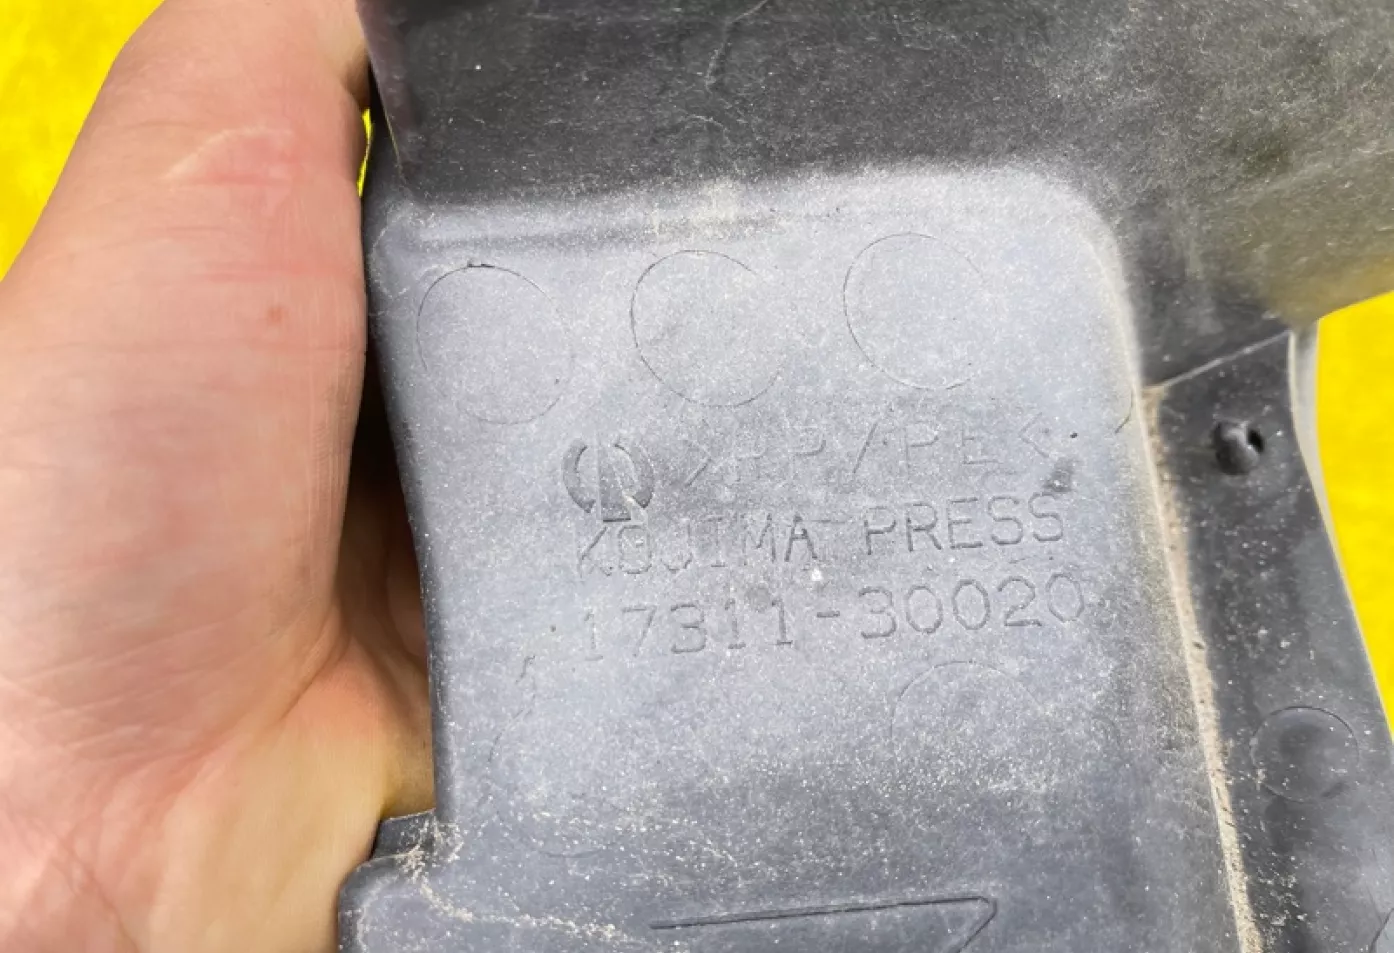 >PP/PE<
KOJIMA PRESS
17311-30020